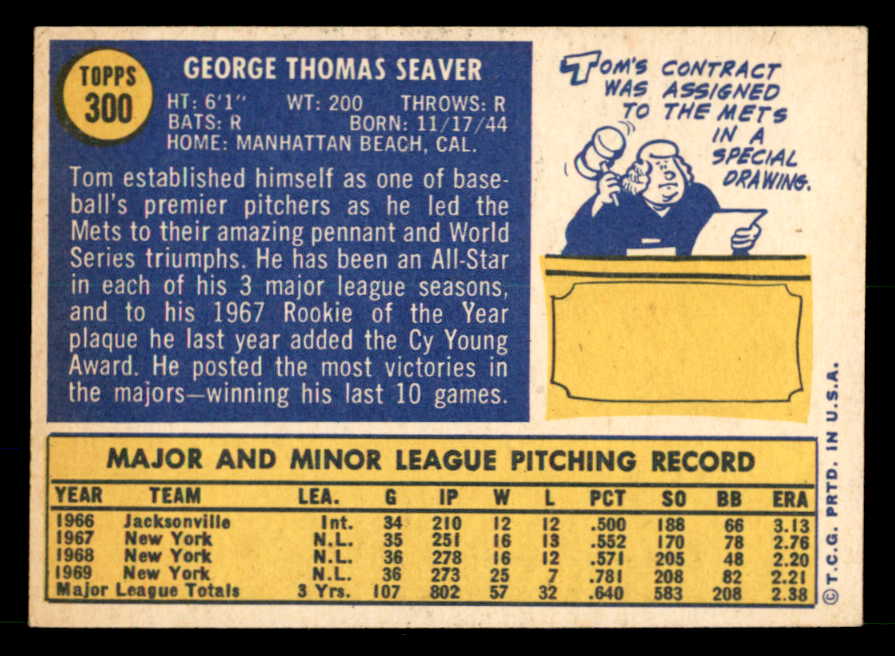 TOPPS
300
GEORGE THOMAS SEAVER
HT: 6'1" WT: 200 THROWS: R
BATS: R BORN: 11/17/44
HOME: MANHATTAN BEACH, CAL.
Tom established himself as one of base-
ball's premier pitchers as he led the
Mets to their amazing pennant and World
Series triumphs. He has been an All-Star
in each of his 3 major league seasons,
and to his 1967 Rookie of the Year
plaque he last year added the Cy Young
Award. He posted the most victories in
the majors—winning his last 10 games.
TOM'S CONTRACT
WAS ASSIGNED
TO THE METS
IN A
SPECIAL
DRAWING.
MAJOR AND MINOR LEAGUE PITCHING RECORD
YEAR TEAM LEA. G IP W L PCT SO BB ERA
1966 Jacksonville Int. 34 210 12 12 .500 188 66 3.13
1967 New York N.L. 35 251 16 13 .552 170 78 2.76
1968 New York N.L. 36 278 16 12 .571 205 48 2.20
1969 New York N.L. 36 273 25 7 .781 208 82 2.21
Major League Totals 3 Yrs. 107 802 57 32 .640 583 208 2.38
© T.C.G. PRTD. IN U.S.A.